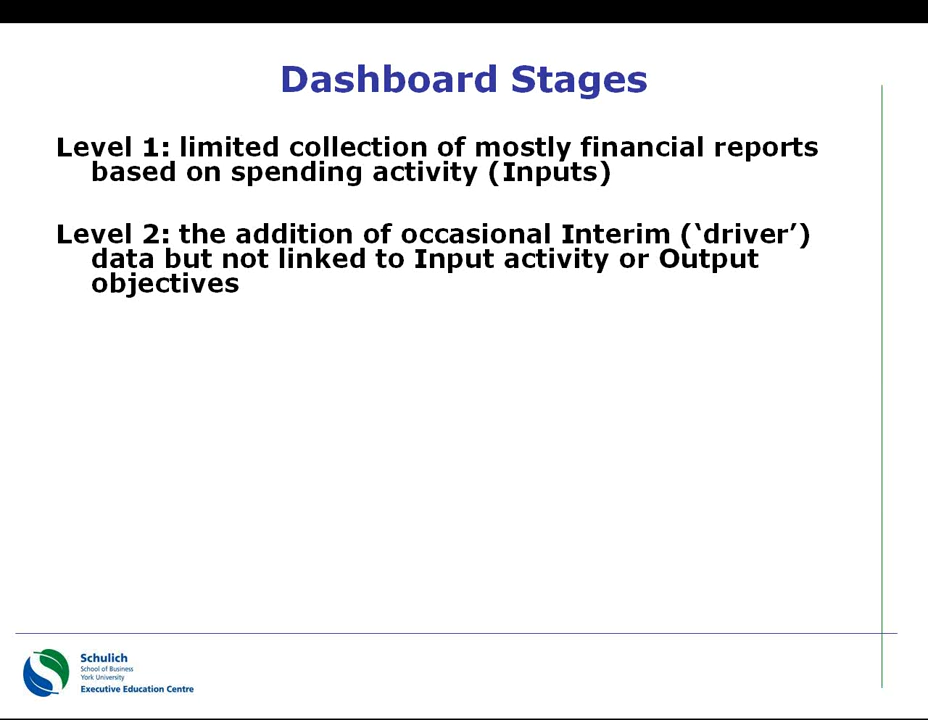 Dashboard Stages
Level 1: limited collection of mostly financial reports
based on spending activity (Inputs)
Level 2: the addition of occasional Interim (‘driver’)
data but not linked to Input activity or Output
objectives
Schulich
School of Business
York University
Executive Education Centre